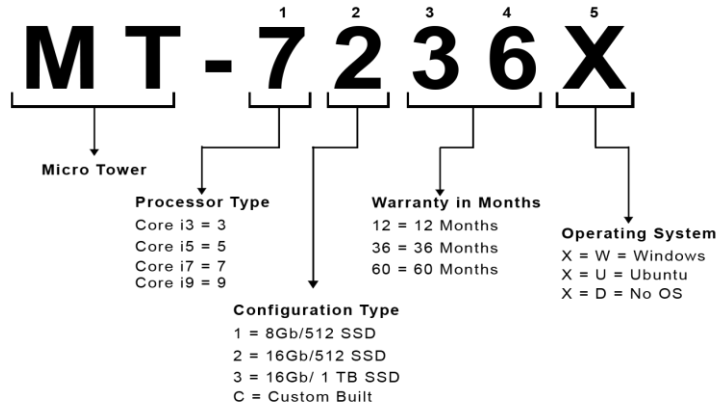 1 2 3 4 5
MT-7236X
Micro Tower
Processor Type
Core i3 = 3
Core i5 = 5
Core i7 = 7
Core i9 = 9
Configuration Type
1 = 8Gb/512 SSD
2 = 16Gb/512 SSD
3 = 16Gb/ 1 TB SSD
C = Custom Built
Warranty in Months
12 = 12 Months
36 = 36 Months
60 = 60 Months
Operating System
X = W = Windows
X = U = Ubuntu
X = D = No OS